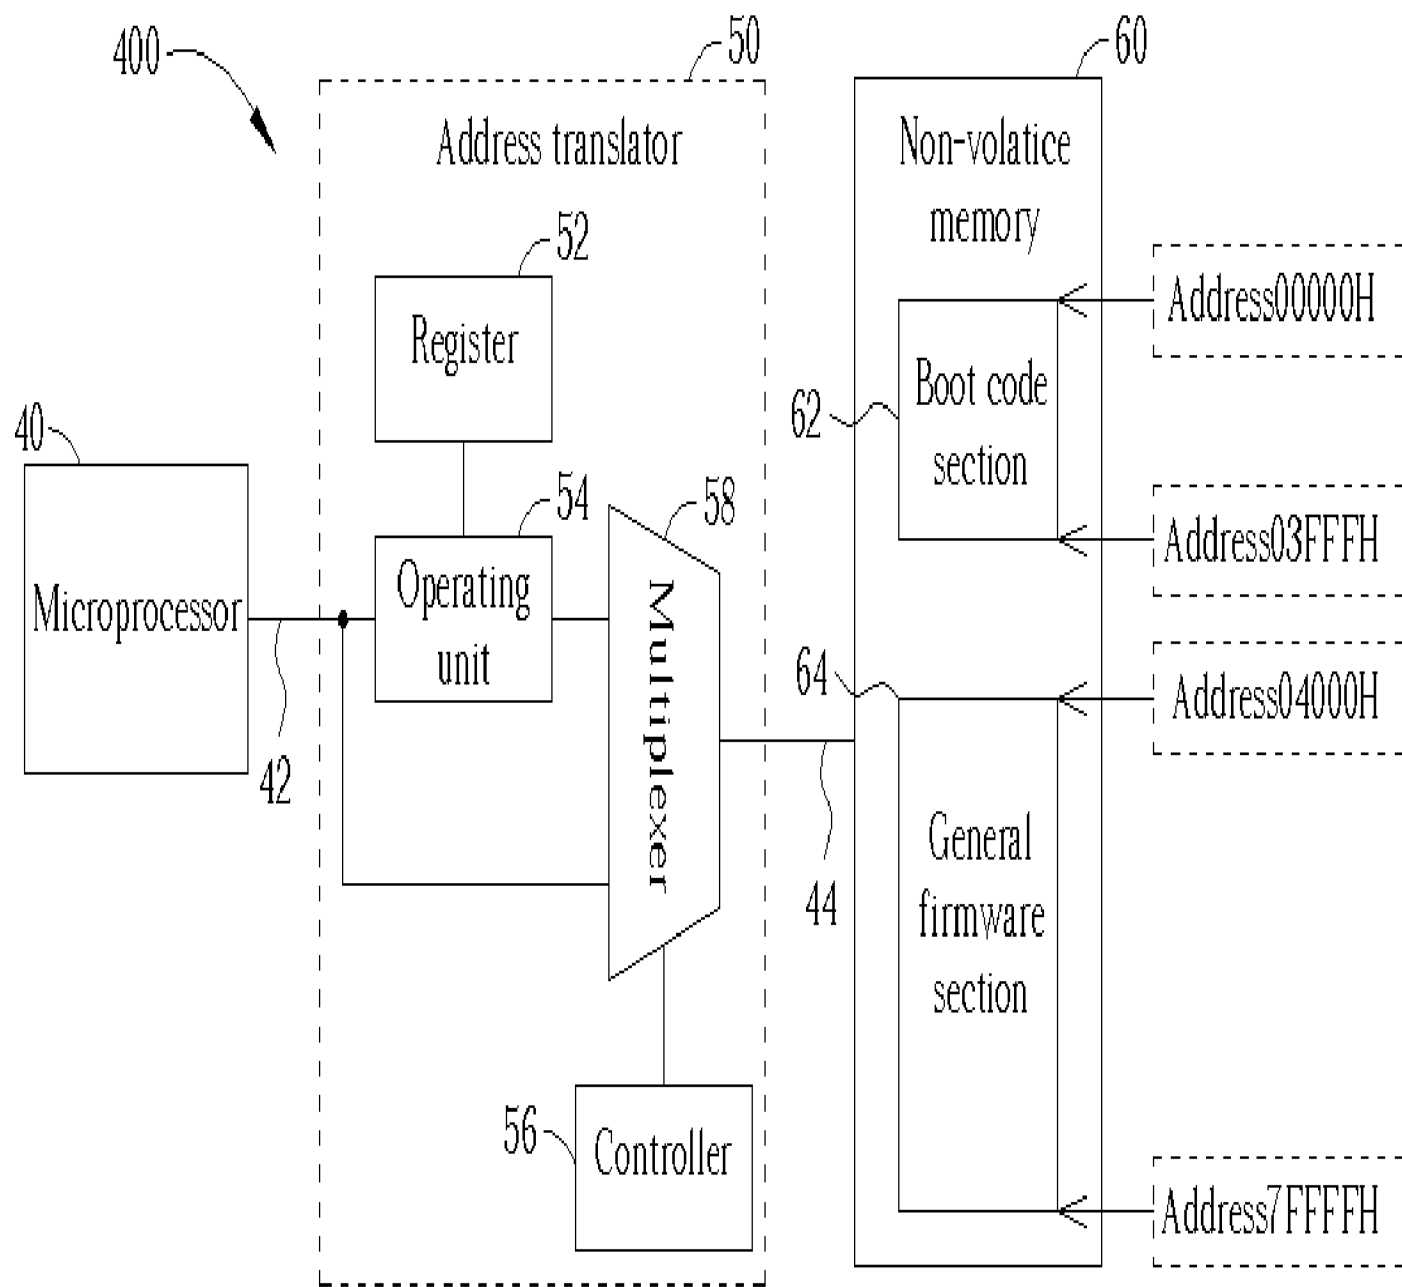 400
50
60
Address translator
Non-volatice
memory
52
Register
Address00000H
62
Boot code
section
40
54
58
Address03FFFH
Microprocessor
Operating
unit
Multiplexer
64
Address04000H
42
44
General
firmware
section
56
Controller
Address7FFFFH